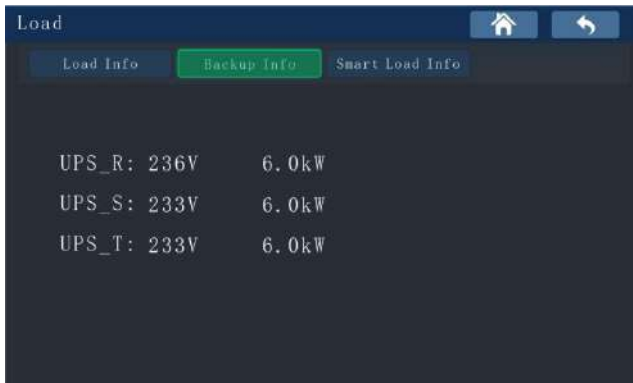 Load
Load Info Backup Info Smart Load Info
UPS_R: 236V 6.0kW
UPS_S: 233V 6.0kW
UPS_T: 233V 6.0kW